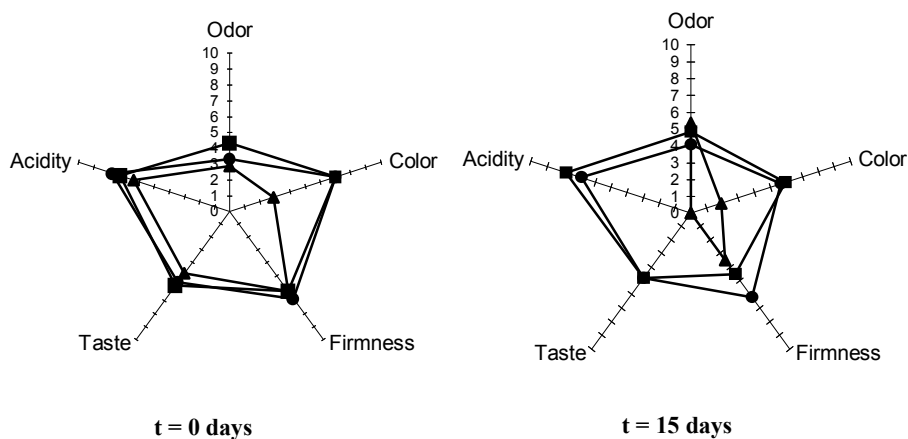 Odor
10
9
8
7
6
5
4
3
2
1
0
Acidity
Color
Taste
Firmness
t = 0 days
Odor
10
9
8
7
6
5
4
3
2
1
0
Acidity
Color
Taste
Firmness
t = 15 days